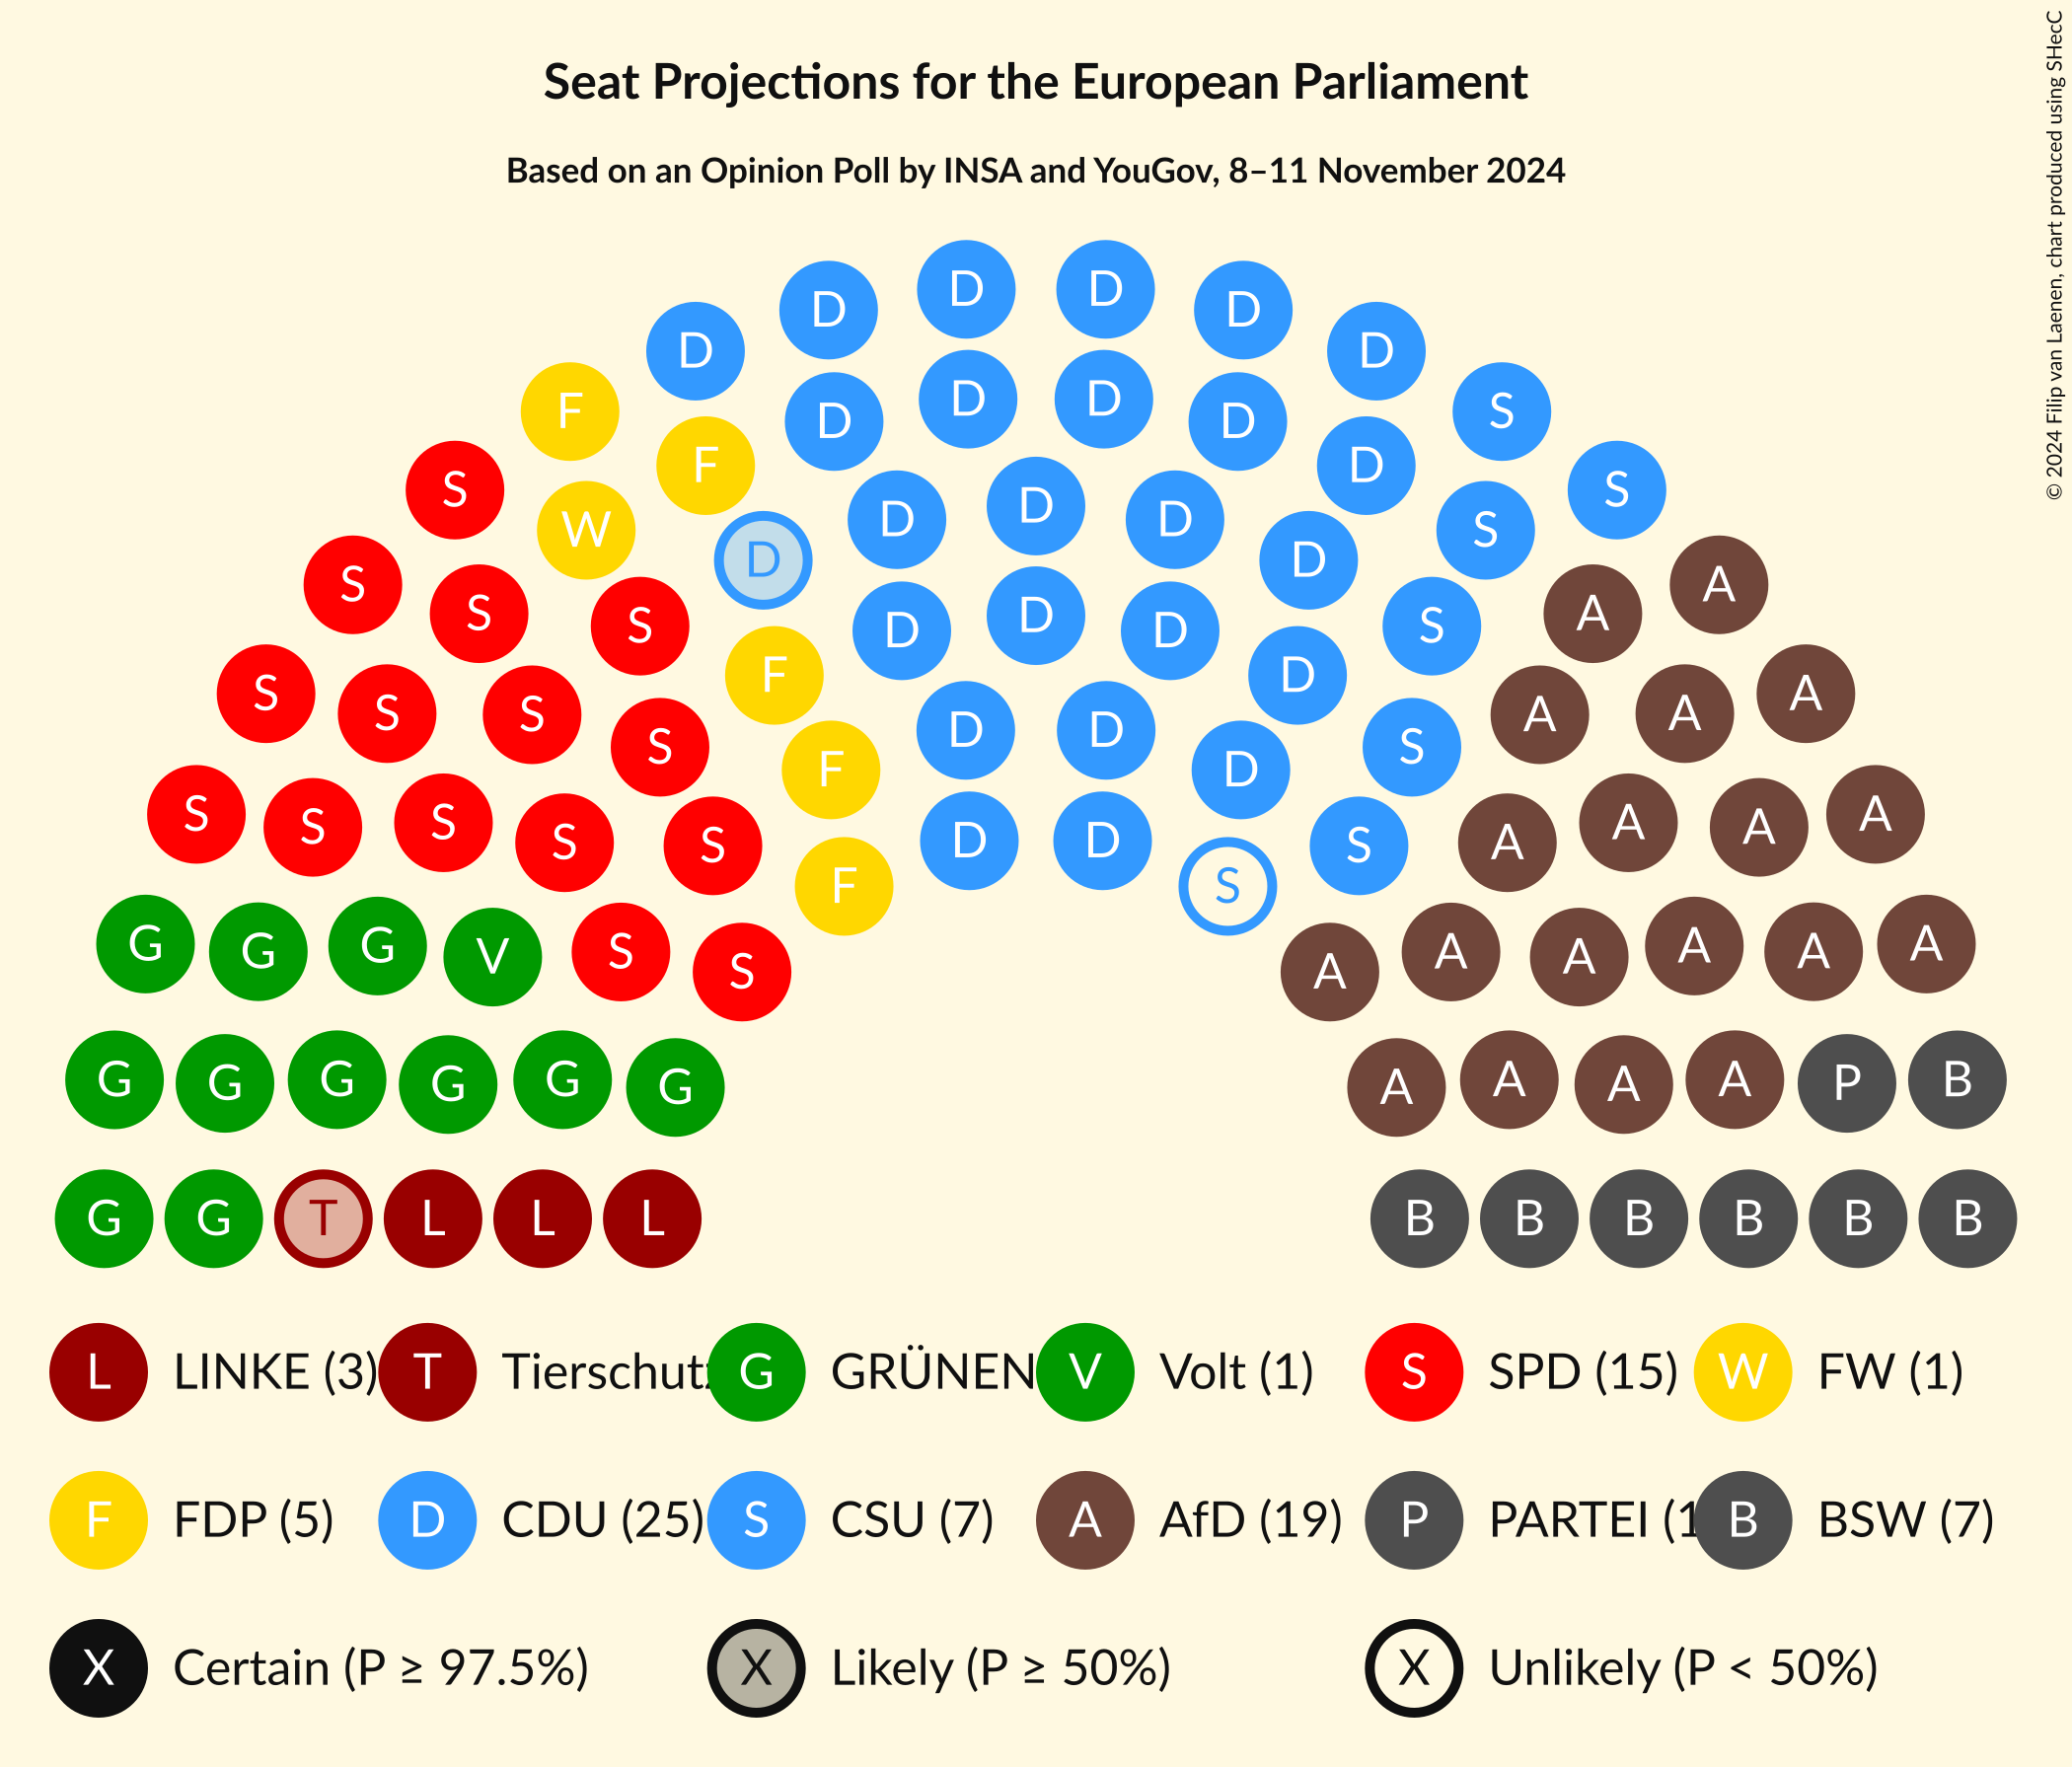 Seat Projections for the European Parliament
Based on an Opinion Poll by INSA and YouGov, 8–11 November 2024
© 2024 Filip van Laenen, chart produced using SHecC
D D D D
D D
F D D D D S
S F D S
W D D D S
S D D A
S S D D D S A
S S S F D A A A
S F D D D S
S S S S S D D S A A A A
F S
G G G V S S A A A A A A
G G G G G G A A A A P B
G G T L L L B B B B B B
L LINKE (3) T Tierschut G GRÜNEN V Volt (1) S SPD (15) W FW (1)
F FDP (5) D CDU (25) S CSU (7) A AfD (19) P PARTEI (1 B BSW (7)
X Certain (P ≥ 97.5%) X Likely (P ≥ 50%) X Unlikely (P < 50%)